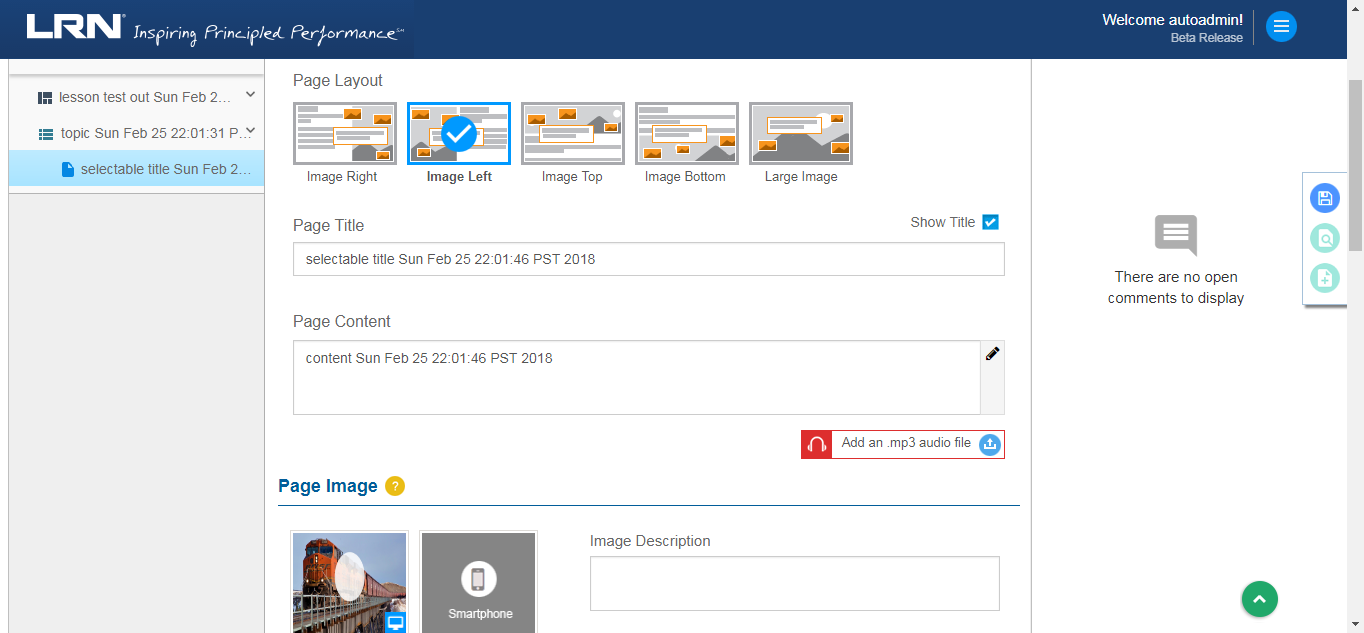 LRN® Inspiring Principled Performance℠
Welcome autoadmin!
Beta Release
lesson test out Sun Feb 2...
topic Sun Feb 25 22:01:31 P...
selectable title Sun Feb 2...
Page Layout
Image Right
Image Left
Image Top
Image Bottom
Large Image
Page Title
Show Title
selectable title Sun Feb 25 22:01:46 PST 2018
Page Content
content Sun Feb 25 22:01:46 PST 2018
Add an .mp3 audio file
Page Image ?
Smartphone
Image Description
There are no open
comments to display